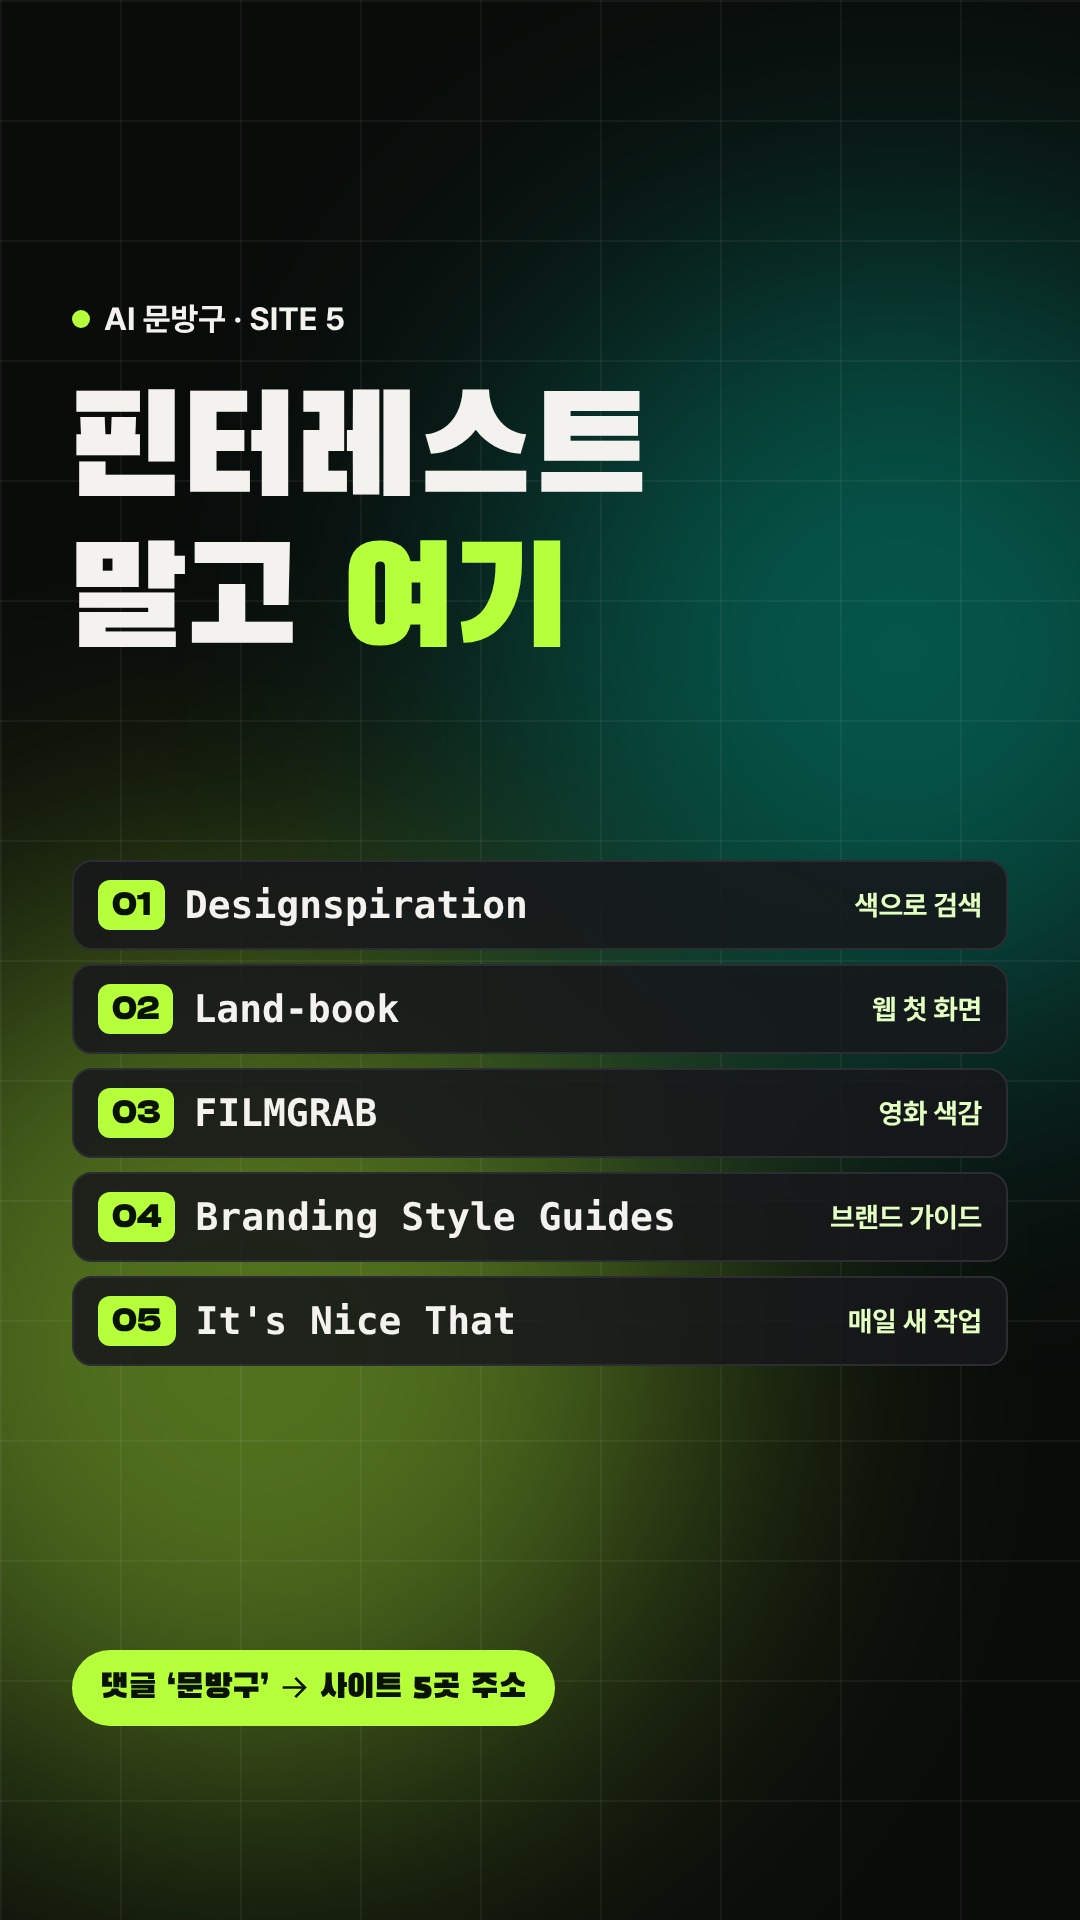 AI 문방구 · SITE 5
핀터레스트
말고 여기
01 Designspiration 색으로 검색
02 Land-book 웹 첫 화면
03 FILMGRAB 영화 색감
04 Branding Style Guides 브랜드 가이드
05 It's Nice That 매일 새 작업
댓글 ‘문방구’ → 사이트 5곳 주소